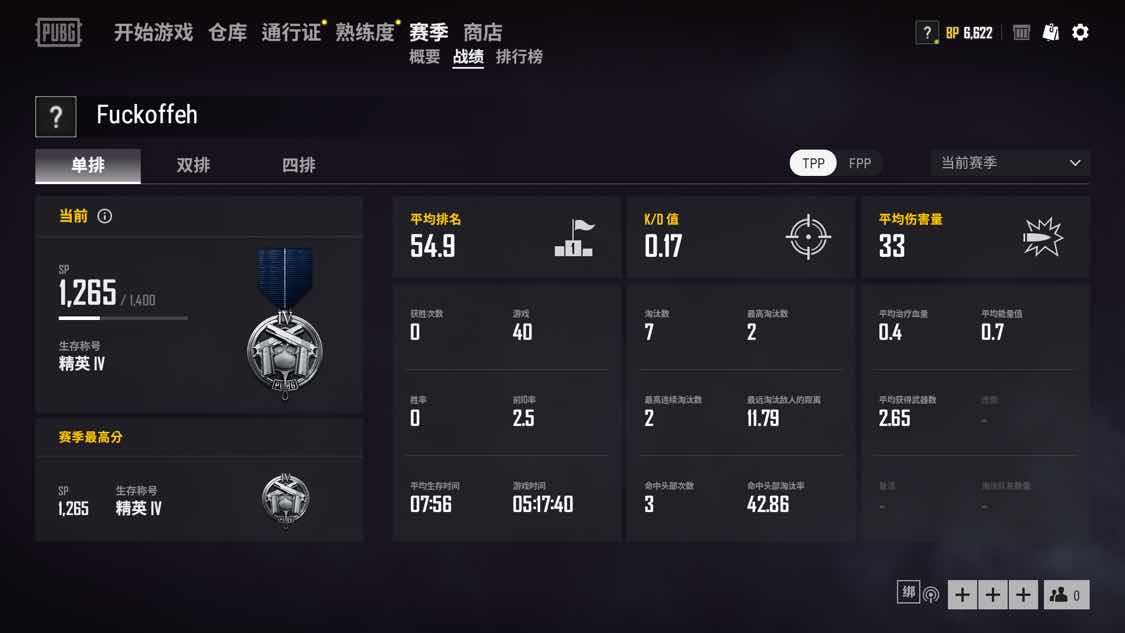 PUBG 开始游戏 仓库 通行证 熟练度 赛季 商店 ? BP 6,622
概要 战绩 排行榜
? Fuckoffeh
单排 双排 四排 TPP FPP 当前赛季
当前
SP
1,265 / 1,400
生存称号
精英 IV
IV
PUBG
赛季最高分
SP 生存称号
1,265 精英 IV
平均排名
54.9
1
K/D 值
0.17
平均伤害量
33
获胜次数 游戏
0 40
胜率 前10率
0 2.5
平均生存时间 游戏时间
07:56 05:17:40
淘汰数 最高淘汰数
7 2
最高连续淘汰数 最远淘汰敌人的距离
2 11.79
命中头部次数 命中头部淘汰率
3 42.86
平均治疗血量 平均能量值
0.4 0.7
平均获得武器数
2.65 -
- -
绑 + + + 0